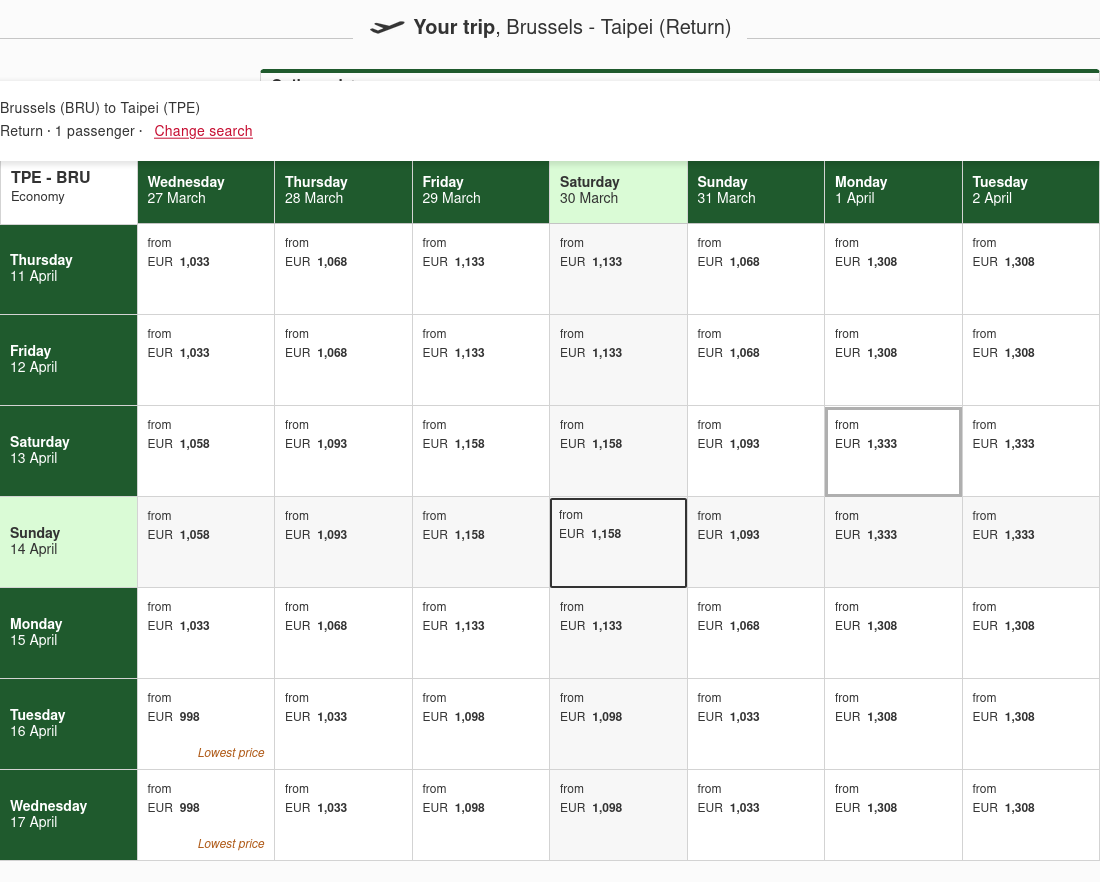 Your trip, Brussels - Taipei (Return)
Brussels (BRU) to Taipei (TPE)
Return · 1 passenger · Change search
TPE - BRU
Economy
Wednesday
27 March
Thursday
28 March
Friday
29 March
Saturday
30 March
Sunday
31 March
Monday
1 April
Tuesday
2 April
Thursday
11 April
from
EUR 1,033
from
EUR 1,068
from
EUR 1,133
from
EUR 1,133
from
EUR 1,068
from
EUR 1,308
from
EUR 1,308
Friday
12 April
from
EUR 1,033
from
EUR 1,068
from
EUR 1,133
from
EUR 1,133
from
EUR 1,068
from
EUR 1,308
from
EUR 1,308
Saturday
13 April
from
EUR 1,058
from
EUR 1,093
from
EUR 1,158
from
EUR 1,158
from
EUR 1,093
from
EUR 1,333
from
EUR 1,333
Sunday
14 April
from
EUR 1,058
from
EUR 1,093
from
EUR 1,158
from
EUR 1,158
from
EUR 1,093
from
EUR 1,333
from
EUR 1,333
Monday
15 April
from
EUR 1,033
from
EUR 1,068
from
EUR 1,133
from
EUR 1,133
from
EUR 1,068
from
EUR 1,308
from
EUR 1,308
Tuesday
16 April
from
EUR 998
Lowest price
from
EUR 1,033
from
EUR 1,098
from
EUR 1,098
from
EUR 1,033
from
EUR 1,308
from
EUR 1,308
Wednesday
17 April
from
EUR 998
Lowest price
from
EUR 1,033
from
EUR 1,098
from
EUR 1,098
from
EUR 1,033
from
EUR 1,308
from
EUR 1,308